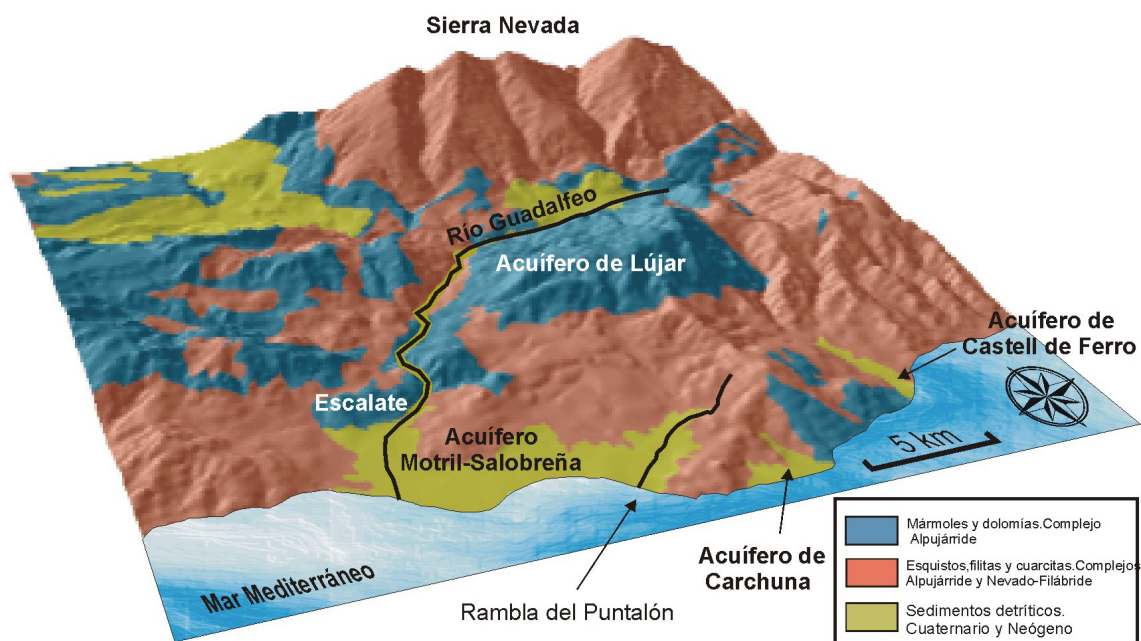 Sierra Nevada
Río Guadalfeo
Acuífero de Lújar
Acuífero de
Castell de Ferro
Escalate
Acuífero
Motril-Salobreña
5 km
Mar Mediterráneo
Rambla del Puntalón
Acuífero de
Carchuna
Mármoles y dolomías.Complejo
Alpujárride
Esquistos,filitas y cuarcitas.Complejos
Alpujárride y Nevado-Filábride
Sedimentos detríticos.
Cuaternario y Neógeno